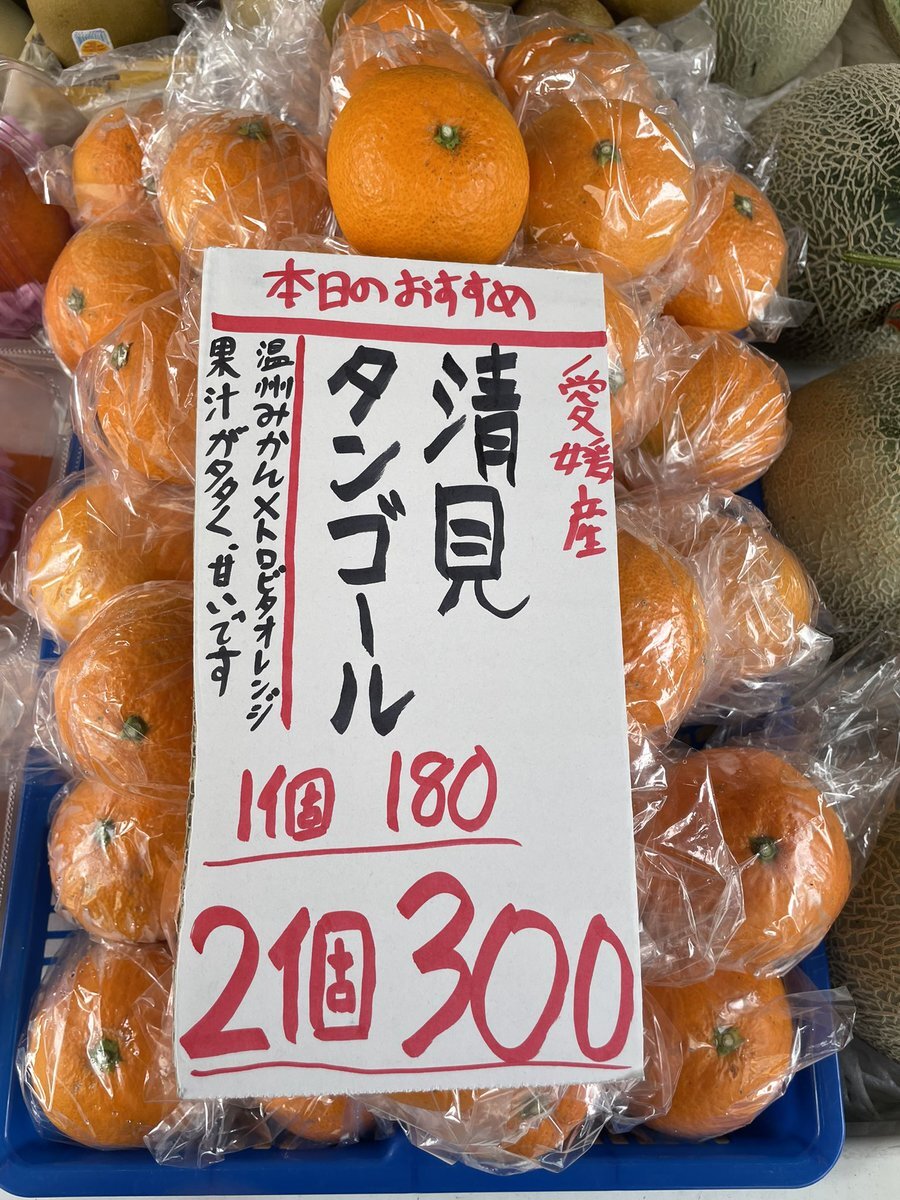 本日のおすすめ
愛媛産
清見
タンゴール
温州みかん×トロビタオレンジ
果汁が多く、甘いです
1個 180
2個 300